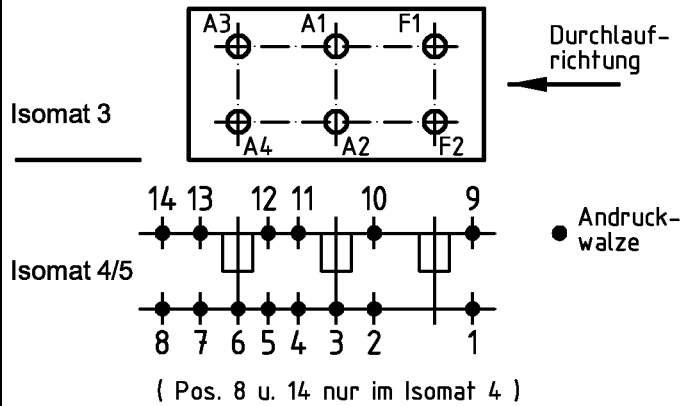 A3 A1 F1
Durchlauf-
richtung
Isomat 3
A4 A2 F2
14 13 12 11 10 9
Andruck-
walze
Isomat 4/5
8 7 6 5 4 3 2 1
( Pos. 8 u. 14 nur im Isomat 4 )